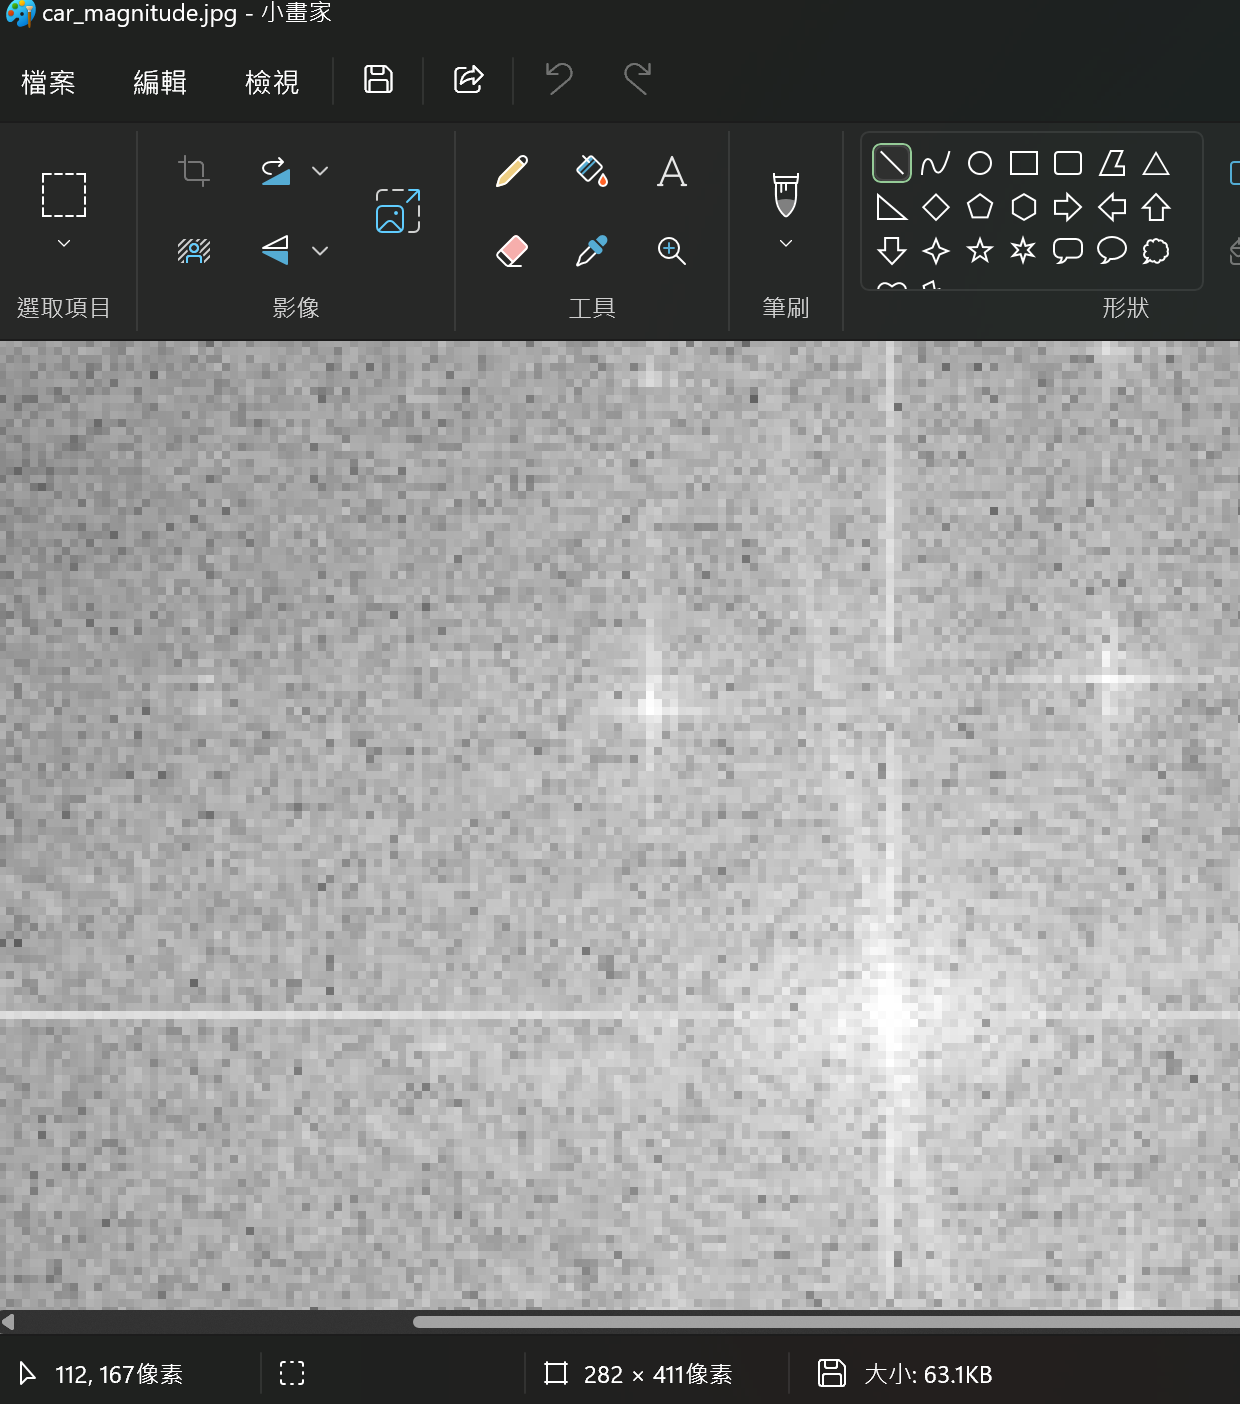 car_magnitude.jpg - 小畫家
檔案 編輯 檢視
選取項目 影像 工具 筆刷 形狀
112, 167像素 282 × 411像素 大小: 63.1KB